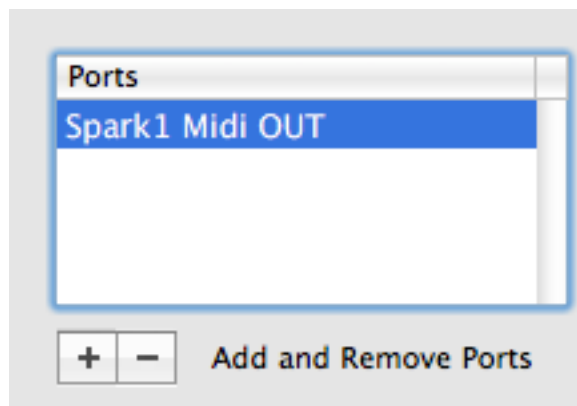 Ports
Spark1 Midi OUT
+ − Add and Remove Ports